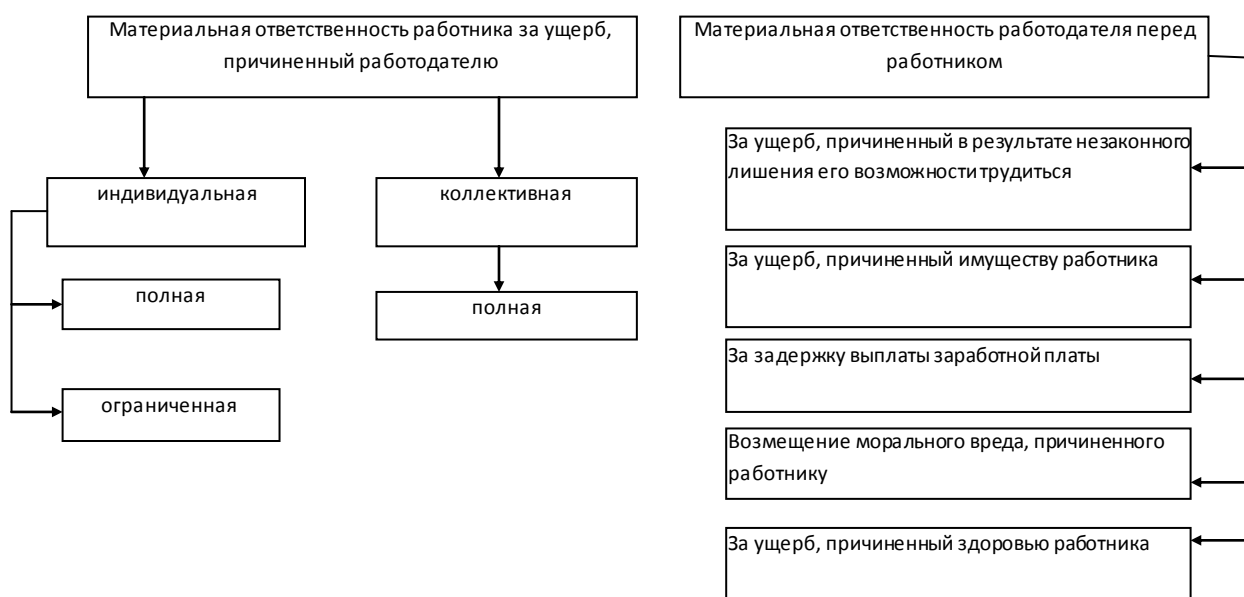 Материальная ответственность работника за ущерб,
причиненный работодателю
индивидуальная
коллективная
полная
полная
ограниченная
Материальная ответственность работодателя перед
работником
За ущерб, причиненный в результате незаконного
лишения его возможности трудиться
За ущерб, причиненный имуществу работника
За задержку выплаты заработной платы
Возмещение морального вреда, причиненного
работнику
За ущерб, причиненный здоровью работника